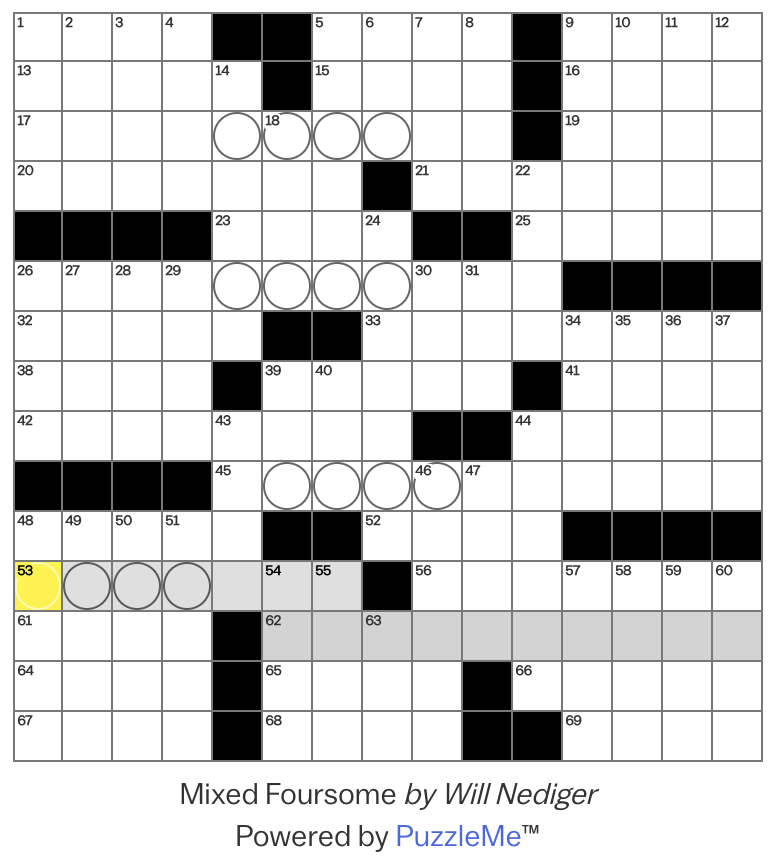 1 2 3 4 5 6 7 8 9 10 11 12
13 14 15 16
17 18 19
20 21 22
23 24 25
26 27 28 29 30 31
32 33 34 35 36 37
38 39 40 41
42 43 44
45 46 47
48 49 50 51 52
53 54 55 56 57 58 59 60
61 62 63
64 65 66
67 68 69
Mixed Foursome by Will Nediger
Powered by PuzzleMe™